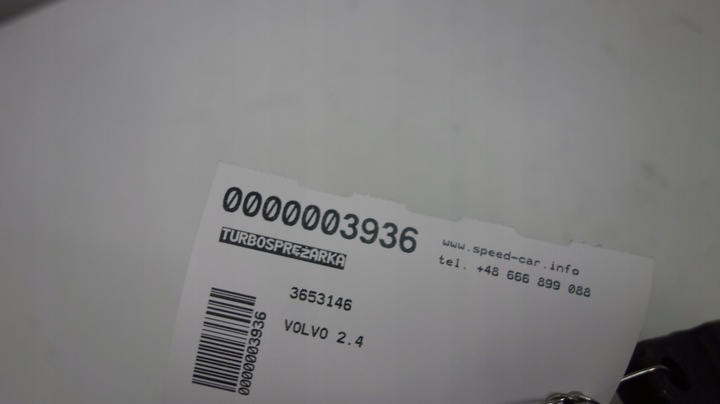 0000003936
TURBOSPRĘŻARKA
www.speed-car.info
tel. +48 666 899 088
3653146
VOLVO 2.4
0000003936